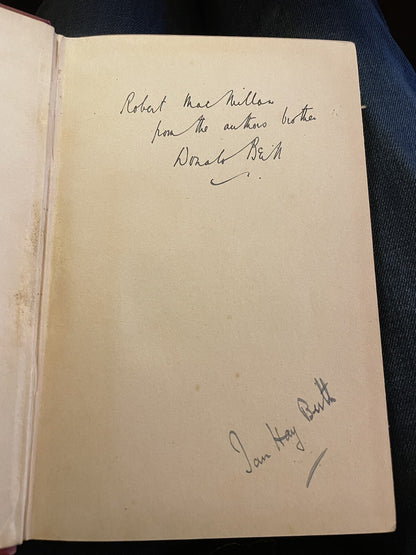 Robert MacMillan
from the authors brother
Donald Beith
Ian Hay Beith